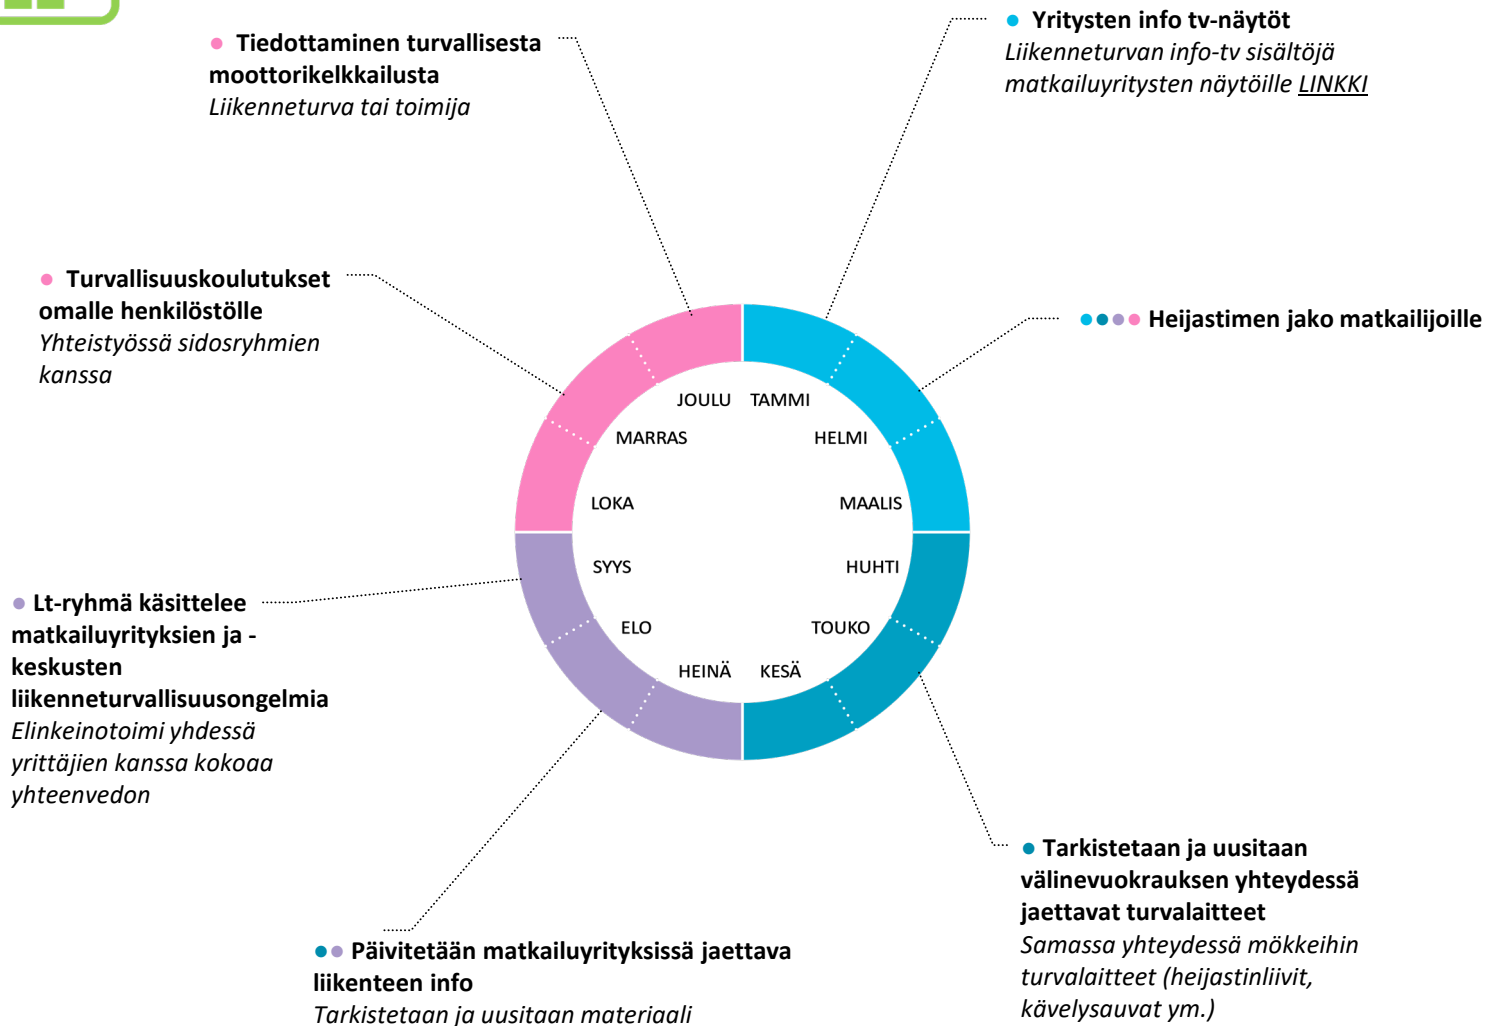 ● Tiedottaminen turvallisesta
moottorikelkkailusta
Liikenneturva tai toimija
● Yritysten info tv-näytöt
Liikenneturvan info-tv sisältöjä
matkailuyritysten näytöille LINKKI
● Turvallisuuskoulutukset
omalle henkilöstölle
Yhteistyössä sidosryhmien
kanssa
●●●● Heijastimen jako matkailijoille
JOULU TAMMI
MARRAS HELMI
LOKA MAALIS
SYYS HUHTI
ELO TOUKO
HEINÄ KESÄ
● Lt-ryhmä käsittelee
matkailuyrityksien ja -
keskusten
liikenneturvallisuusongelmia
Elinkeinotoimi yhdessä
yrittäjien kanssa kokoaa
yhteenvedon
● Tarkistetaan ja uusitaan
välinevuokrauksen yhteydessä
jaettavat turvalaitteet
Samassa yhteydessä mökkeihin
turvalaitteet (heijastinliivit,
kävelysauvat ym.)
●● Päivitetään matkailuyrityksissä jaettava
liikenteen info
Tarkistetaan ja uusitaan materiaali